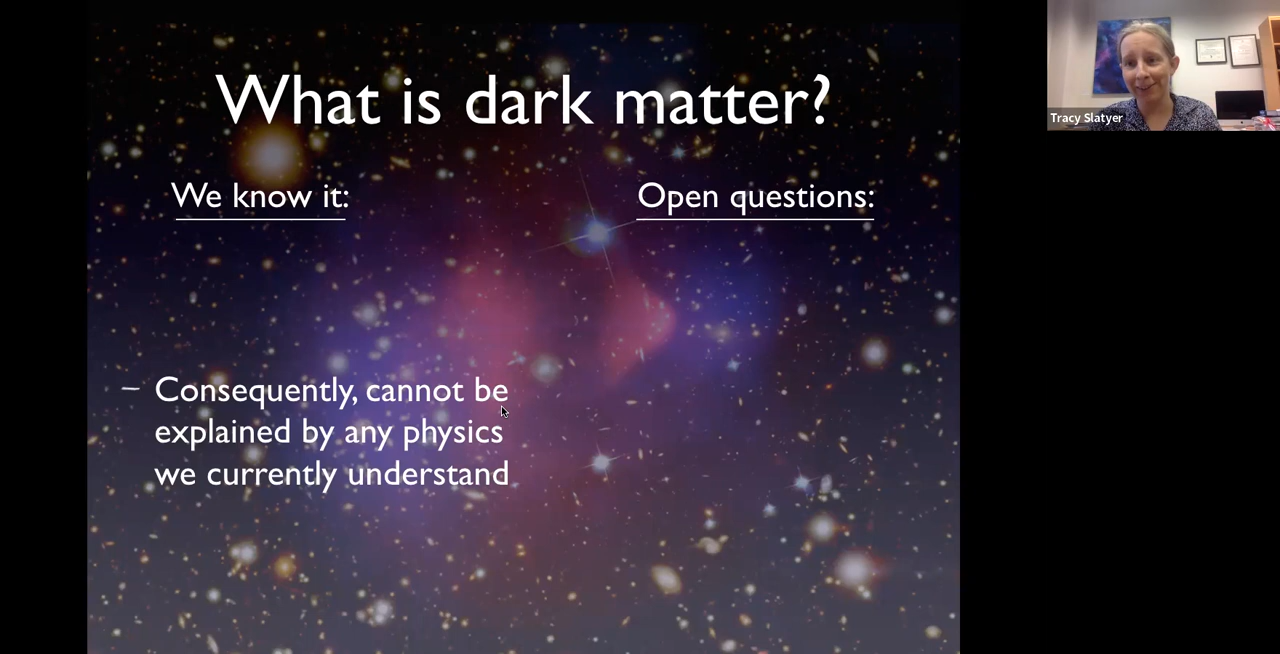 What is dark matter?
We know it:
Open questions:
– Consequently, cannot be
explained by any physics
we currently understand
Tracy Slatyer